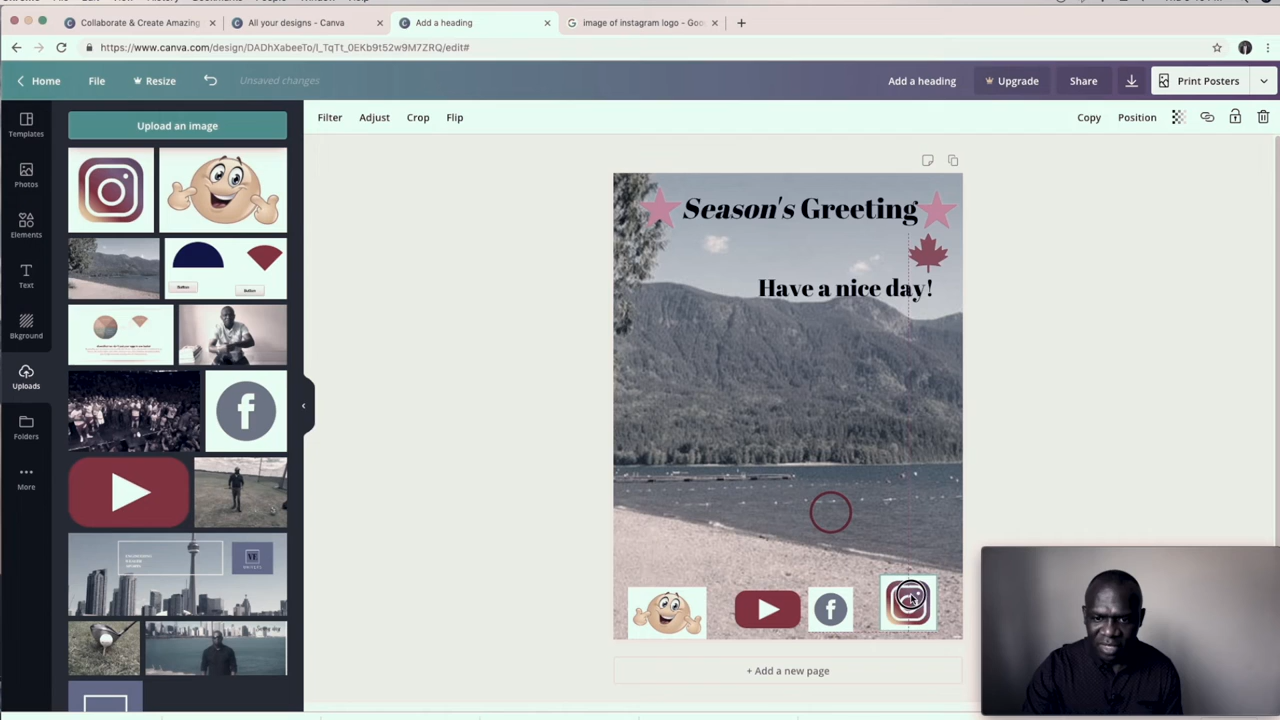 Collaborate & Create Amazing
All your designs - Canva
Add a heading
image of instagram logo - Goo
https://www.canva.com/design/DADhXabeeTo/l_TqTt_0EKb9t52w9M7ZRQ/edit#
Home
File
Resize
Unsaved changes
Add a heading
Upgrade
Share
Print Posters
Templates
Photos
Elements
Text
Bkground
Uploads
Folders
More
Upload an image
Button
Button
f
Filter
Adjust
Crop
Flip
Copy
Position
Season's Greeting
Have a nice day!
f
+ Add a new page